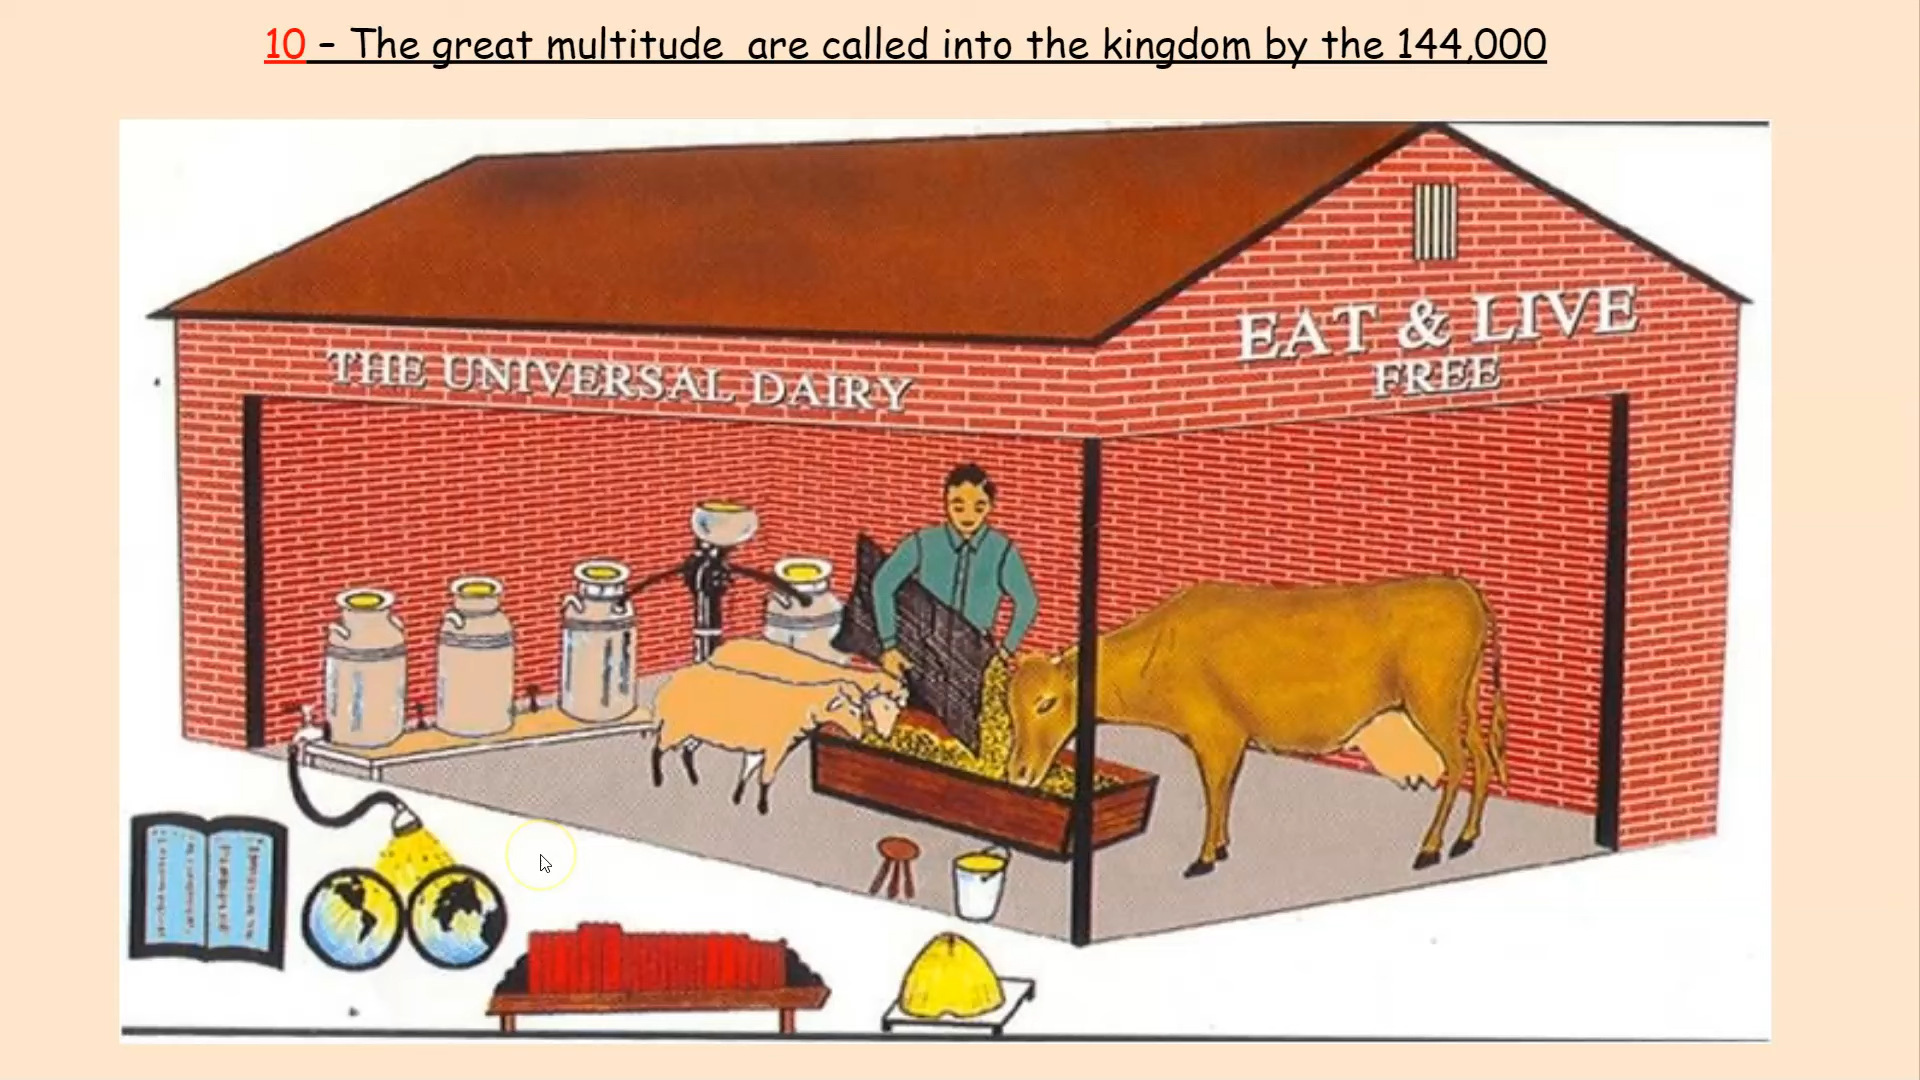 10 – The great multitude are called into the kingdom by the 144,000
THE UNIVERSAL DAIRY
EAT & LIVE
FREE